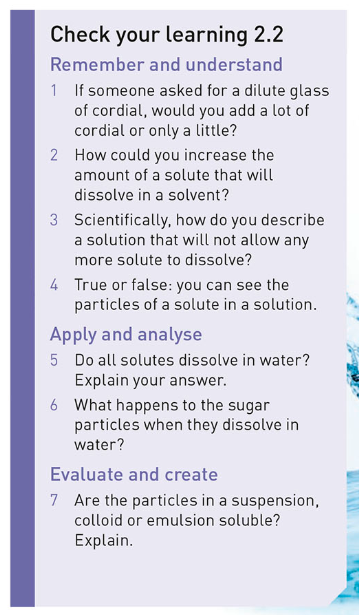 Check your learning 2.2
Remember and understand
1 If someone asked for a dilute glass
of cordial, would you add a lot of
cordial or only a little?
2 How could you increase the
amount of a solute that will
dissolve in a solvent?
3 Scientifically, how do you describe
a solution that will not allow any
more solute to dissolve?
4 True or false: you can see the
particles of a solute in a solution.
Apply and analyse
5 Do all solutes dissolve in water?
Explain your answer.
6 What happens to the sugar
particles when they dissolve in
water?
Evaluate and create
7 Are the particles in a suspension,
colloid or emulsion soluble?
Explain.